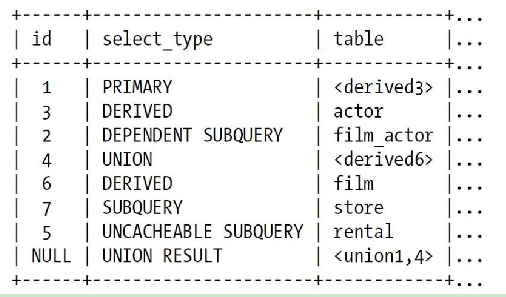 +------+----------------------+------------+...
| id   | select_type          | table      |...
+------+----------------------+------------+...
| 1    | PRIMARY              | <derived3> |...
| 3    | DERIVED              | actor      |...
| 2    | DEPENDENT SUBQUERY   | film_actor |...
| 4    | UNION                | <derived6> |...
| 6    | DERIVED              | film       |...
| 7    | SUBQUERY             | store      |...
| 5    | UNCACHEABLE SUBQUERY | rental     |...
| NULL | UNION RESULT         | <union1,4> |...
+------+----------------------+------------+...